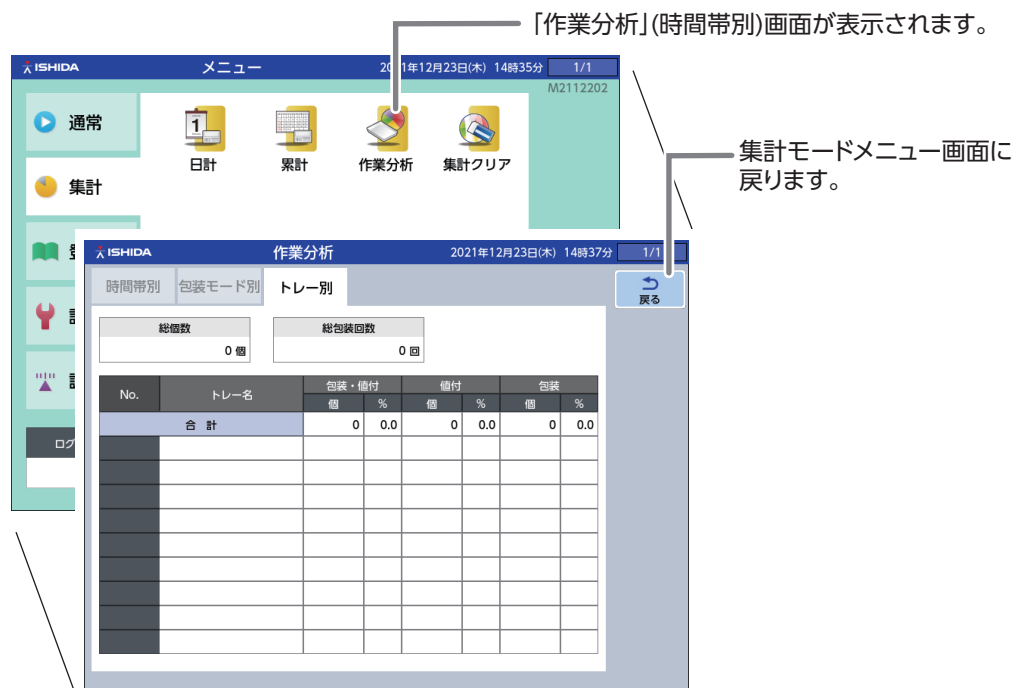 「作業分析」(時間帯別)画面が表示されます。
ISHIDA
メニュー
2021年12月23日(木) 14時35分
1/1
M2112202
通常
日計
累計
作業分析
集計クリア
集計
集計モードメニュー画面に
戻ります。
ISHIDA
作業分析
2021年12月23日(木) 14時37分
1/1
時間帯別
包装モード別
トレー別
戻る
総個数
総包装回数
0 個
0 回
No.
トレー名
包装・値付
値付
包装
個 % 個 % 個 %
合 計 0 0.0 0 0.0 0 0.0
ログ